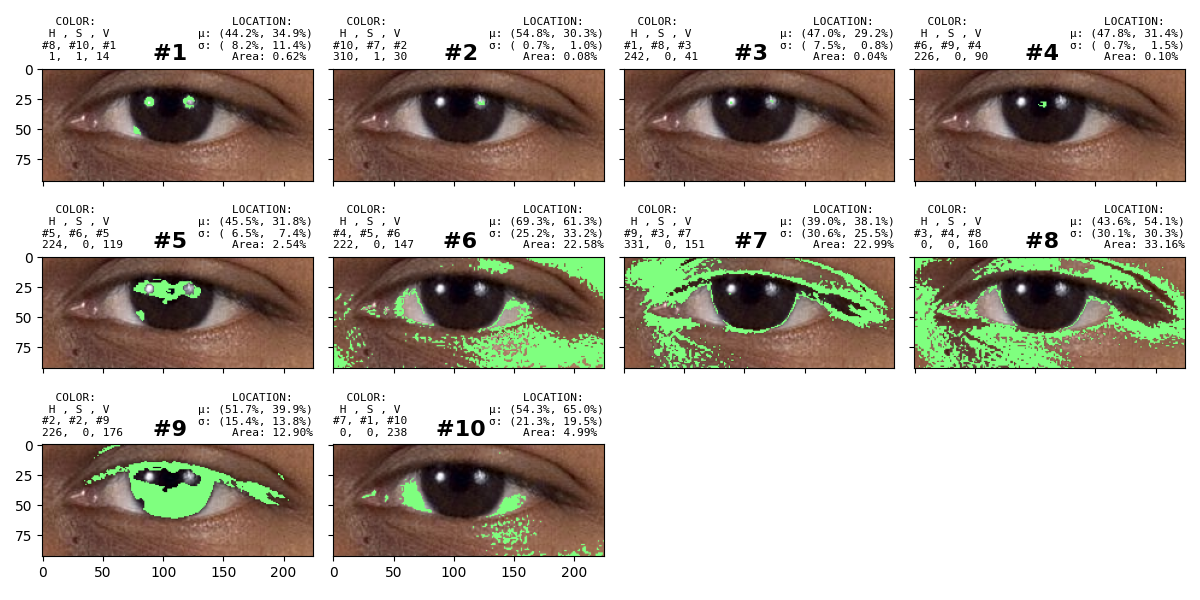 COLOR: LOCATION: COLOR: LOCATION: COLOR: LOCATION: COLOR: LOCATION:
H , S , V μ: (44.2%, 34.9%) H , S , V μ: (54.8%, 30.3%) H , S , V μ: (47.0%, 29.2%) H , S , V μ: (47.8%, 31.4%)
#8, #10, #1 σ: ( 8.2%, 11.4%) #10, #7, #2 σ: ( 0.7%,  1.0%) #1, #8, #3 σ: ( 7.5%,  0.8%) #6, #9, #4 σ: ( 0.7%,  1.5%)
1,  1, 14 #1 Area: 0.62% 310,  1, 30 #2 Area: 0.08% 242,  0, 41 #3 Area: 0.04% 226,  0, 90 #4 Area: 0.10%
0
25
50
75
COLOR: LOCATION: COLOR: LOCATION: COLOR: LOCATION: COLOR: LOCATION:
H , S , V μ: (45.5%, 31.8%) H , S , V μ: (69.3%, 61.3%) H , S , V μ: (39.0%, 38.1%) H , S , V μ: (43.6%, 54.1%)
#5, #6, #5 σ: ( 6.5%,  7.4%) #4, #5, #6 σ: (25.2%, 33.2%) #9, #3, #7 σ: (30.6%, 25.5%) #3, #4, #8 σ: (30.1%, 30.3%)
224,  0, 119 #5 Area: 2.54% 222,  0, 147 #6 Area: 22.58% 331,  0, 151 #7 Area: 22.99% 0,  0, 160 #8 Area: 33.16%
0
25
50
75
COLOR: LOCATION: COLOR: LOCATION:
H , S , V μ: (51.7%, 39.9%) H , S , V μ: (54.3%, 65.0%)
#2, #2, #9 σ: (15.4%, 13.8%) #7, #1, #10 σ: (21.3%, 19.5%)
226,  0, 176 #9 Area: 12.90% 0,  0, 238 #10 Area: 4.99%
0
25
50
75
0 50 100 150 200 0 50 100 150 200